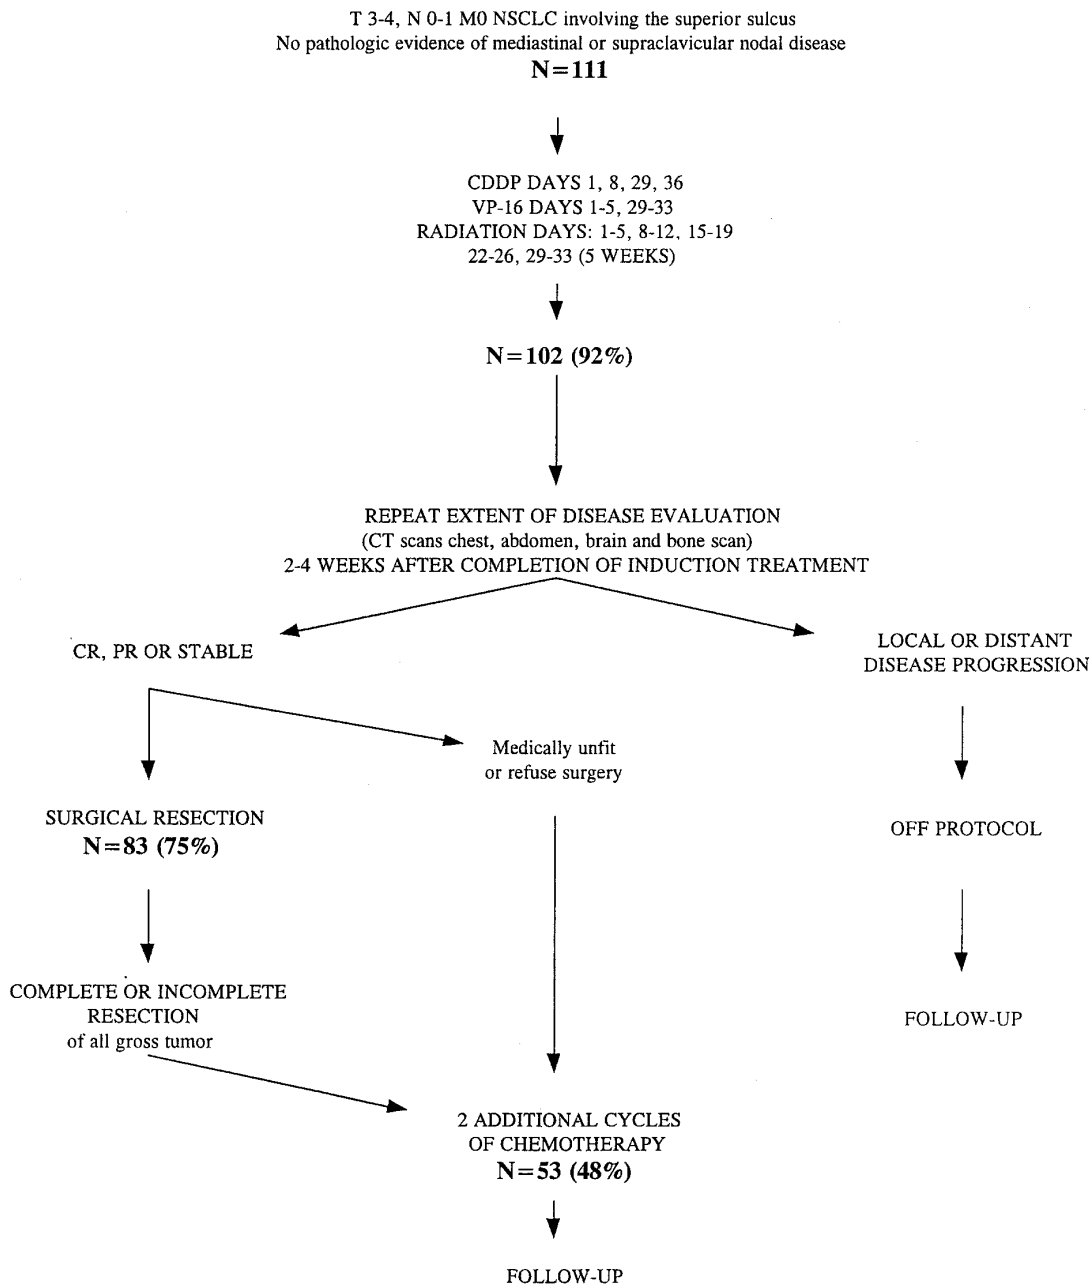 T 3-4, N 0-1 M0 NSCLC involving the superior sulcus
No pathologic evidence of mediastinal or supraclavicular nodal disease
N=111
CDDP DAYS 1, 8, 29, 36
VP-16 DAYS 1-5, 29-33
RADIATION DAYS: 1-5, 8-12, 15-19
22-26, 29-33 (5 WEEKS)
N=102 (92%)
REPEAT EXTENT OF DISEASE EVALUATION
(CT scans chest, abdomen, brain and bone scan)
2-4 WEEKS AFTER COMPLETION OF INDUCTION TREATMENT
CR, PR OR STABLE
LOCAL OR DISTANT
DISEASE PROGRESSION
Medically unfit
or refuse surgery
SURGICAL RESECTION
N=83 (75%)
OFF PROTOCOL
COMPLETE OR INCOMPLETE
RESECTION
of all gross tumor
FOLLOW-UP
2 ADDITIONAL CYCLES
OF CHEMOTHERAPY
N=53 (48%)
FOLLOW-UP